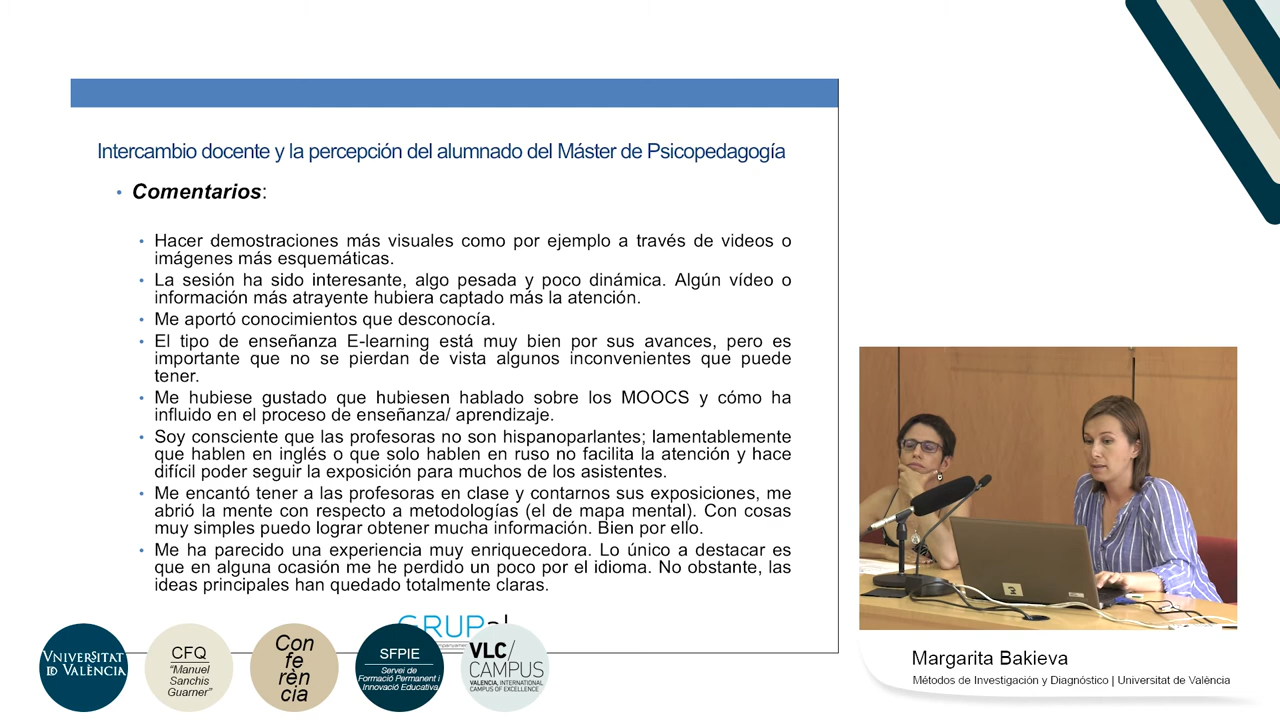 Intercambio docente y la percepción del alumnado del Máster de Psicopedagogía
• Comentarios:
• Hacer demostraciones más visuales como por ejemplo a través de videos o
imágenes más esquemáticas.
• La sesión ha sido interesante, algo pesada y poco dinámica. Algún vídeo o
información más atrayente hubiera captado más la atención.
• Me aportó conocimientos que desconocía.
• El tipo de enseñanza E-learning está muy bien por sus avances, pero es
importante que no se pierdan de vista algunos inconvenientes que puede
tener.
• Me hubiese gustado que hubiesen hablado sobre los MOOCS y cómo ha
influido en el proceso de enseñanza/ aprendizaje.
• Soy consciente que las profesoras no son hispanoparlantes; lamentablemente
que hablen en inglés o que solo hablen en ruso no facilita la atención y hace
difícil poder seguir la exposición para muchos de los asistentes.
• Me encantó tener a las profesoras en clase y contarnos sus exposiciones, me
abrió la mente con respecto a metodologías (el de mapa mental). Con cosas
muy simples puedo lograr obtener mucha información. Bien por ello.
• Me ha parecido una experiencia muy enriquecedora. Lo único a destacar es
que en alguna ocasión me he perdido un poco por el idioma. No obstante, las
ideas principales han quedado totalmente claras.
VNIVERSITAT
D VALÈNCIA
CFQ
"Manuel
Sanchis
Guarner"
Con
fe
rèn
cia
SFPIE
Servei de
Formació Permanent i
Innovació Educativa
VLC/
CAMPUS
VALENCIA, INTERNATIONAL
CAMPUS OF EXCELLENCE
Margarita Bakieva
Métodos de Investigación y Diagnóstico | Universitat de València